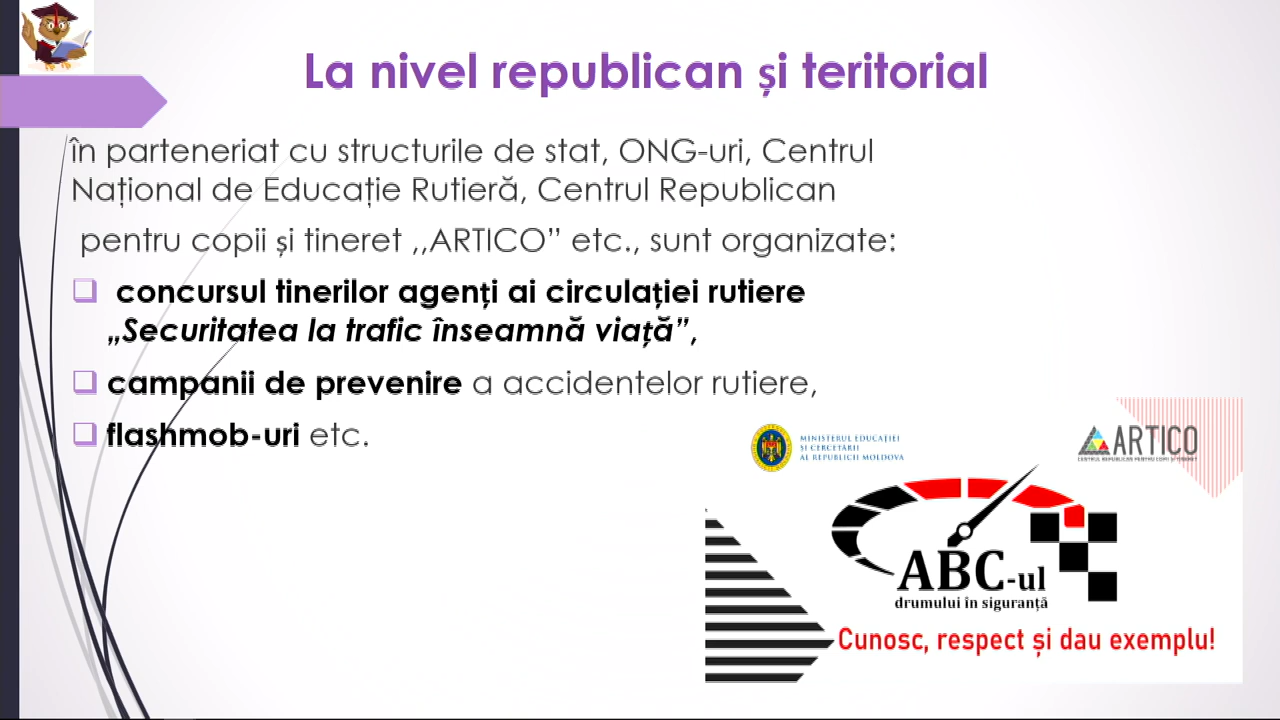 La nivel republican și teritorial
în parteneriat cu structurile de stat, ONG-uri, Centrul
Național de Educație Rutieră, Centrul Republican
pentru copii și tineret ,,ARTICO” etc., sunt organizate:
concursul tinerilor agenți ai circulației rutiere
„Securitatea la trafic înseamnă viață”,
campanii de prevenire a accidentelor rutiere,
flashmob-uri etc.
MINISTERUL EDUCAȚIEI
ȘI CERCETĂRII
AL REPUBLICII MOLDOVA
ARTICO
CENTRUL REPUBLICAN PENTRU COPII ȘI TINERET
ABC-ul
drumului în siguranță
Cunosc, respect și dau exemplu!